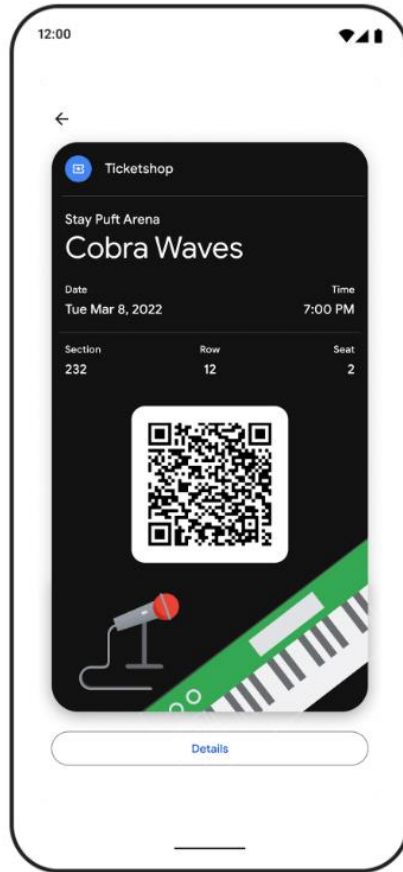 12:00
Ticketshop
Stay Puft Arena
Cobra Waves
Date Time
Tue Mar 8, 2022 7:00 PM
Section Row Seat
232 12 2
Details